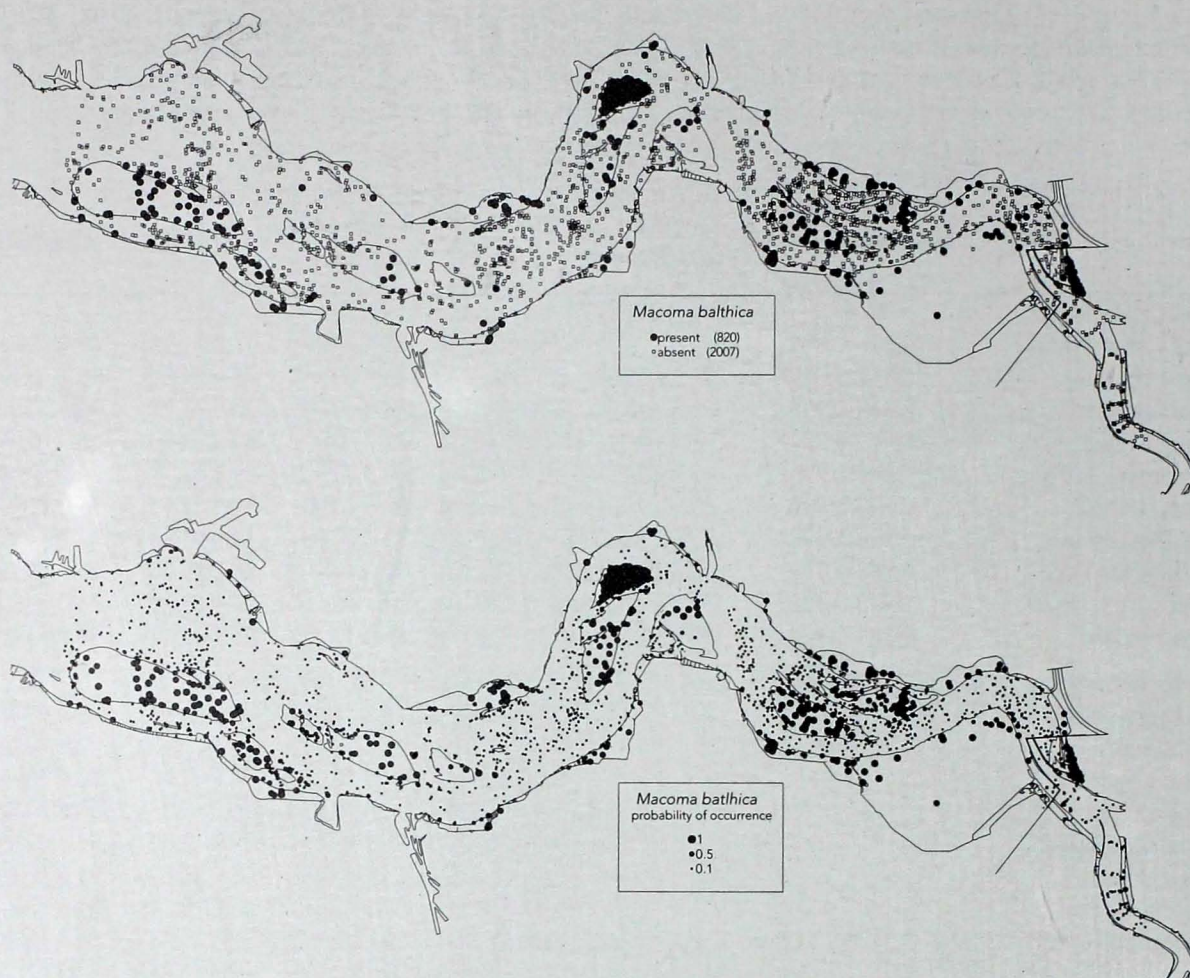 Macoma balthica
present (820)
absent (2007)
Macoma batlhica
probability of occurrence
1
0.5
0.1